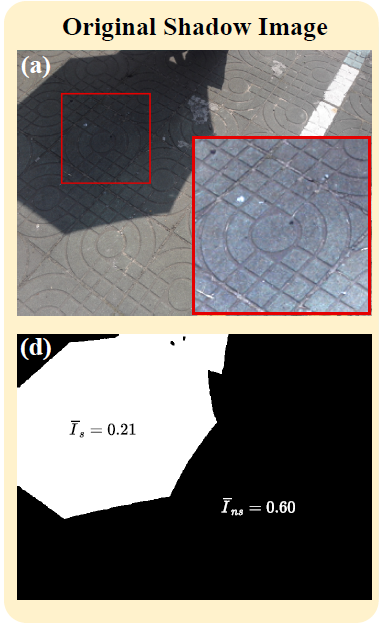 Original Shadow Image
(a)
(d)
Ī_s = 0.21
Ī_ns = 0.60